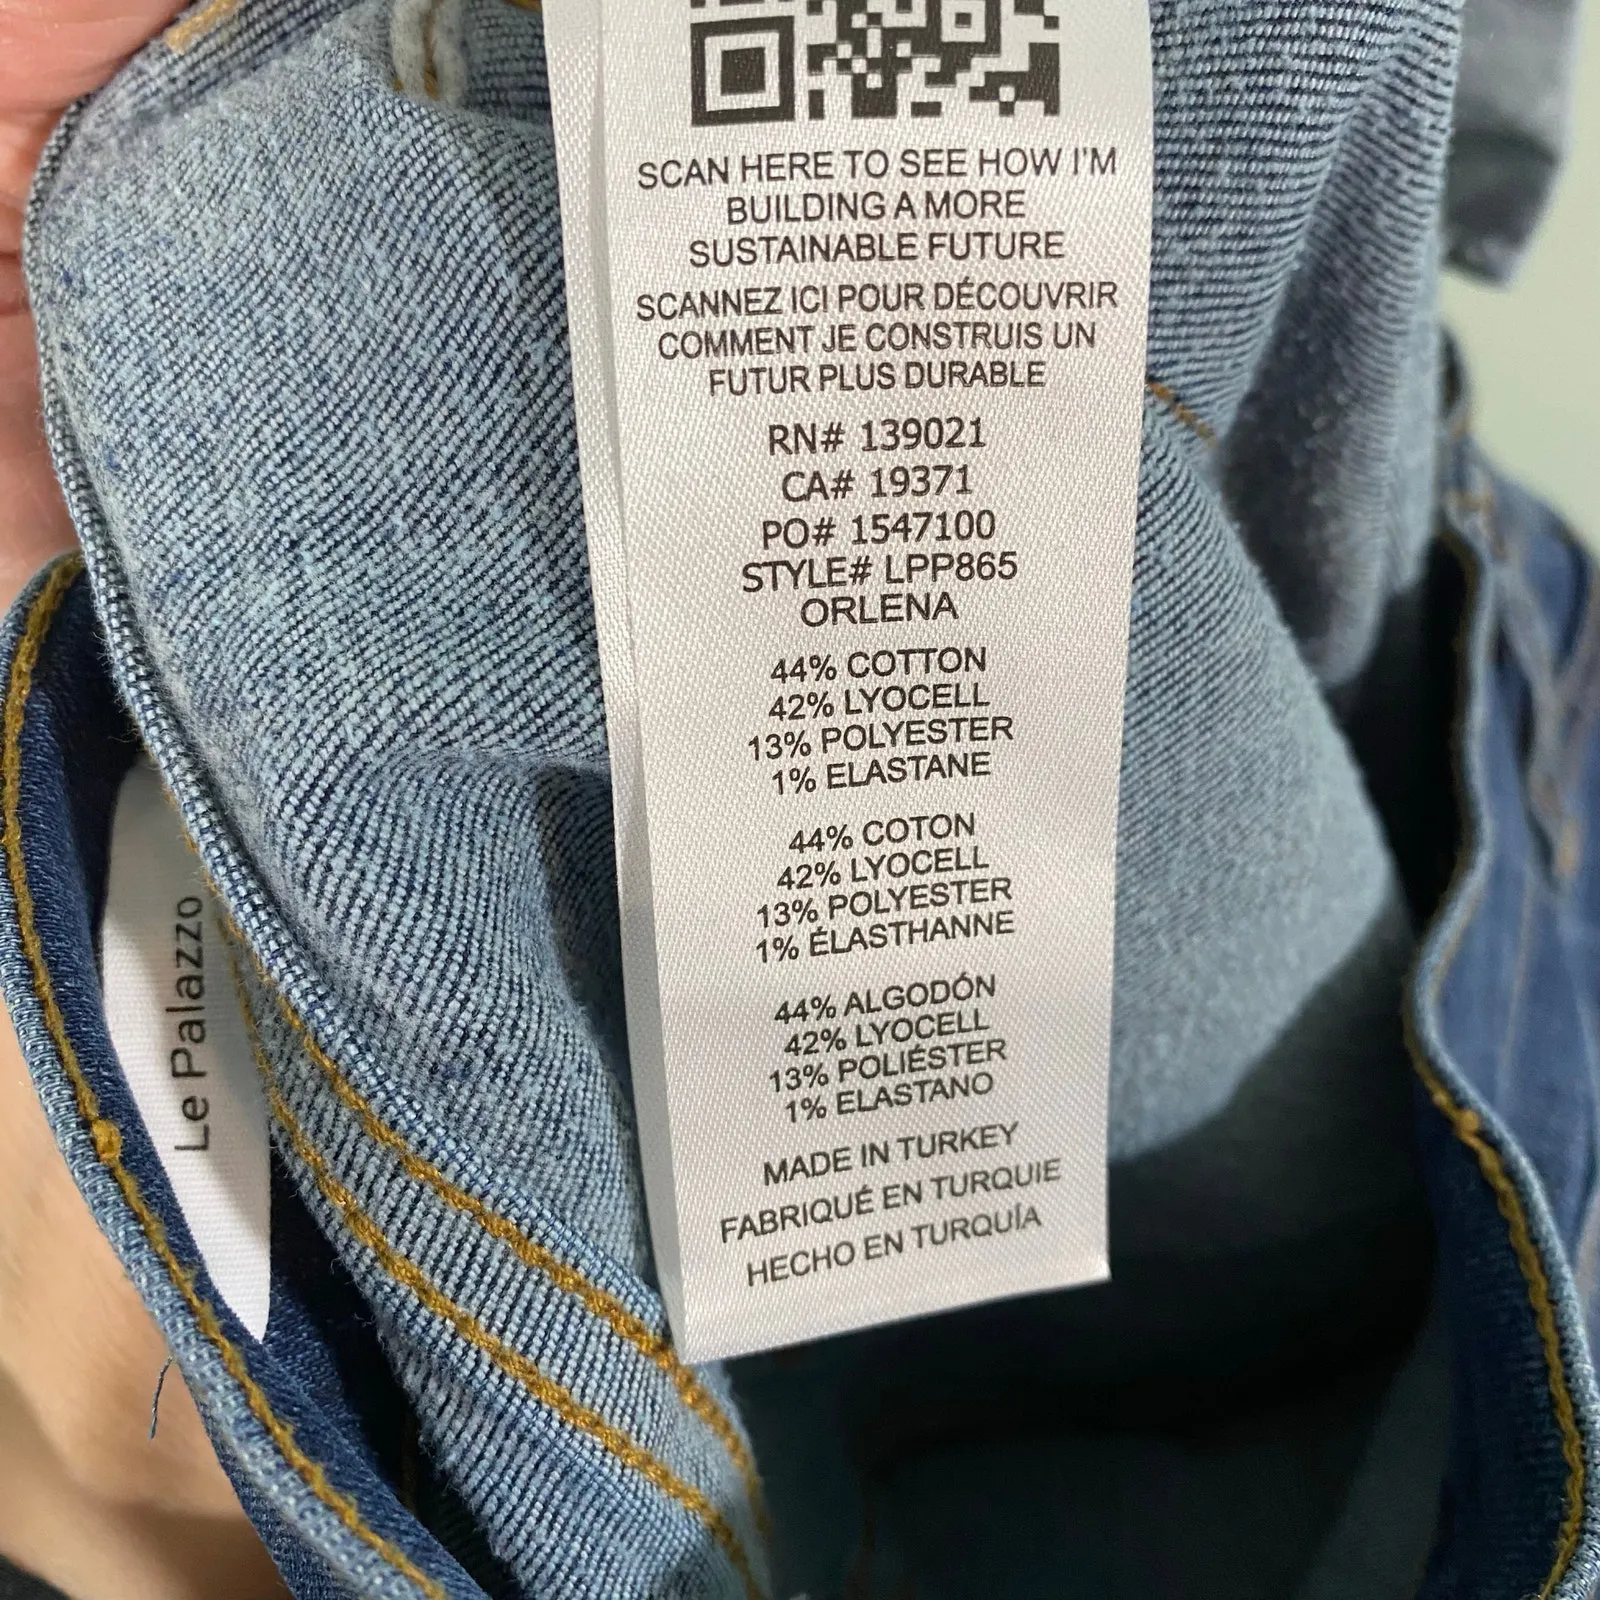 SCAN HERE TO SEE HOW I'M
BUILDING A MORE
SUSTAINABLE FUTURE
SCANNEZ ICI POUR DÉCOUVRIR
COMMENT JE CONSTRUIS UN
FUTUR PLUS DURABLE
RN# 139021
CA# 19371
PO# 1547100
STYLE# LPP865
ORLENA
44% COTTON
42% LYOCELL
13% POLYESTER
1% ELASTANE
44% COTON
42% LYOCELL
13% POLYESTER
1% ÉLASTHANNE
44% ALGODÓN
42% LYOCELL
13% POLIÉSTER
1% ELASTANO
MADE IN TURKEY
FABRIQUÉ EN TURQUIE
HECHO EN TURQUÍA
Le Palazzo